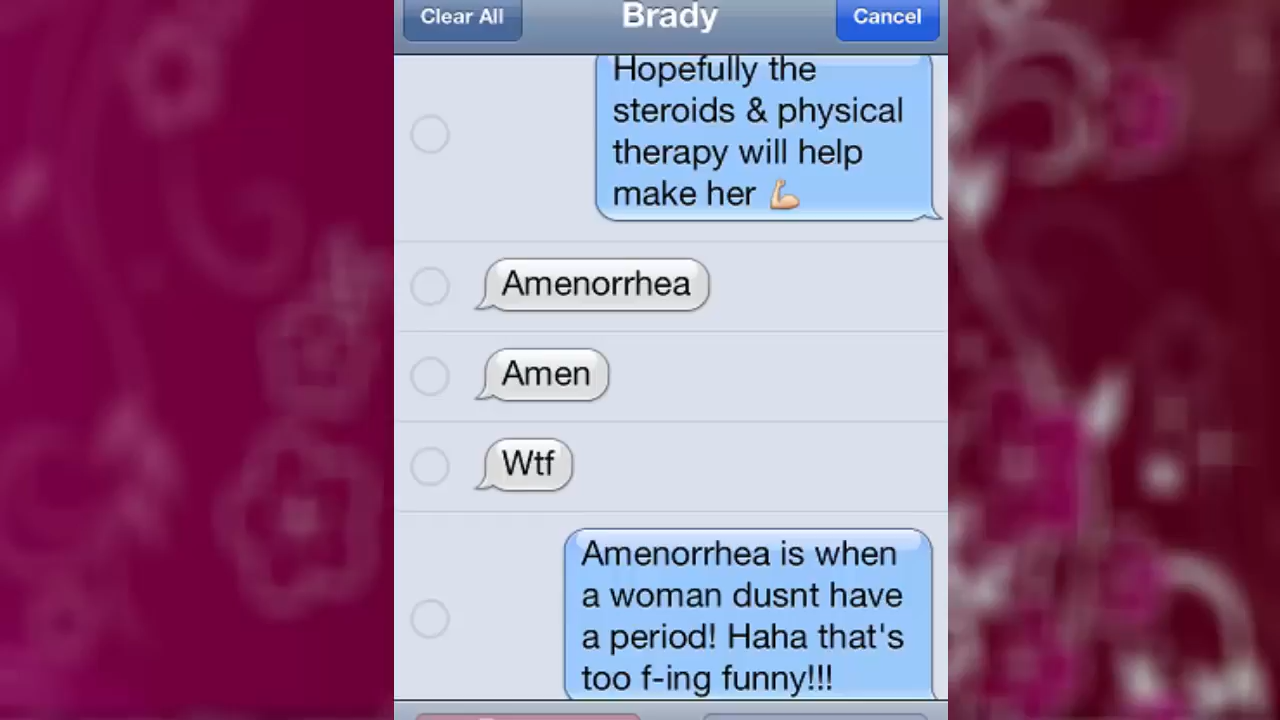 Clear All
Brady
Cancel
Hopefully the
steroids & physical
therapy will help
make her 💪
Amenorrhea
Amen
Wtf
Amenorrhea is when
a woman dusnt have
a period! Haha that's
too f-ing funny!!!